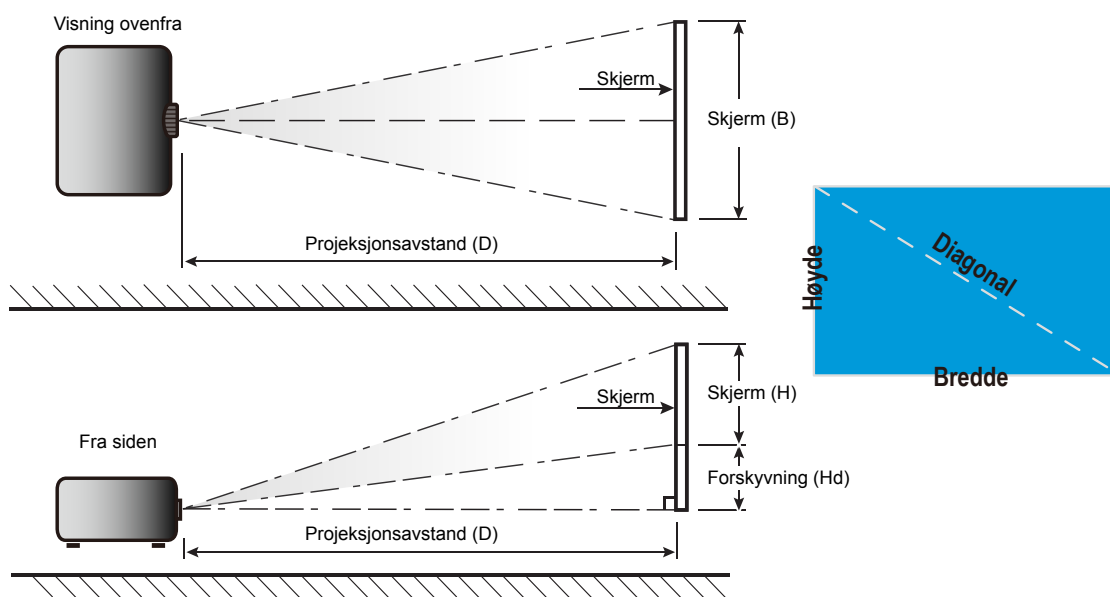 Visning ovenfra
Skjerm
Skjerm (B)
Projeksjonsavstand (D)
Høyde
Diagonal
Bredde
Fra siden
Skjerm
Skjerm (H)
Forskyvning (Hd)
Projeksjonsavstand (D)